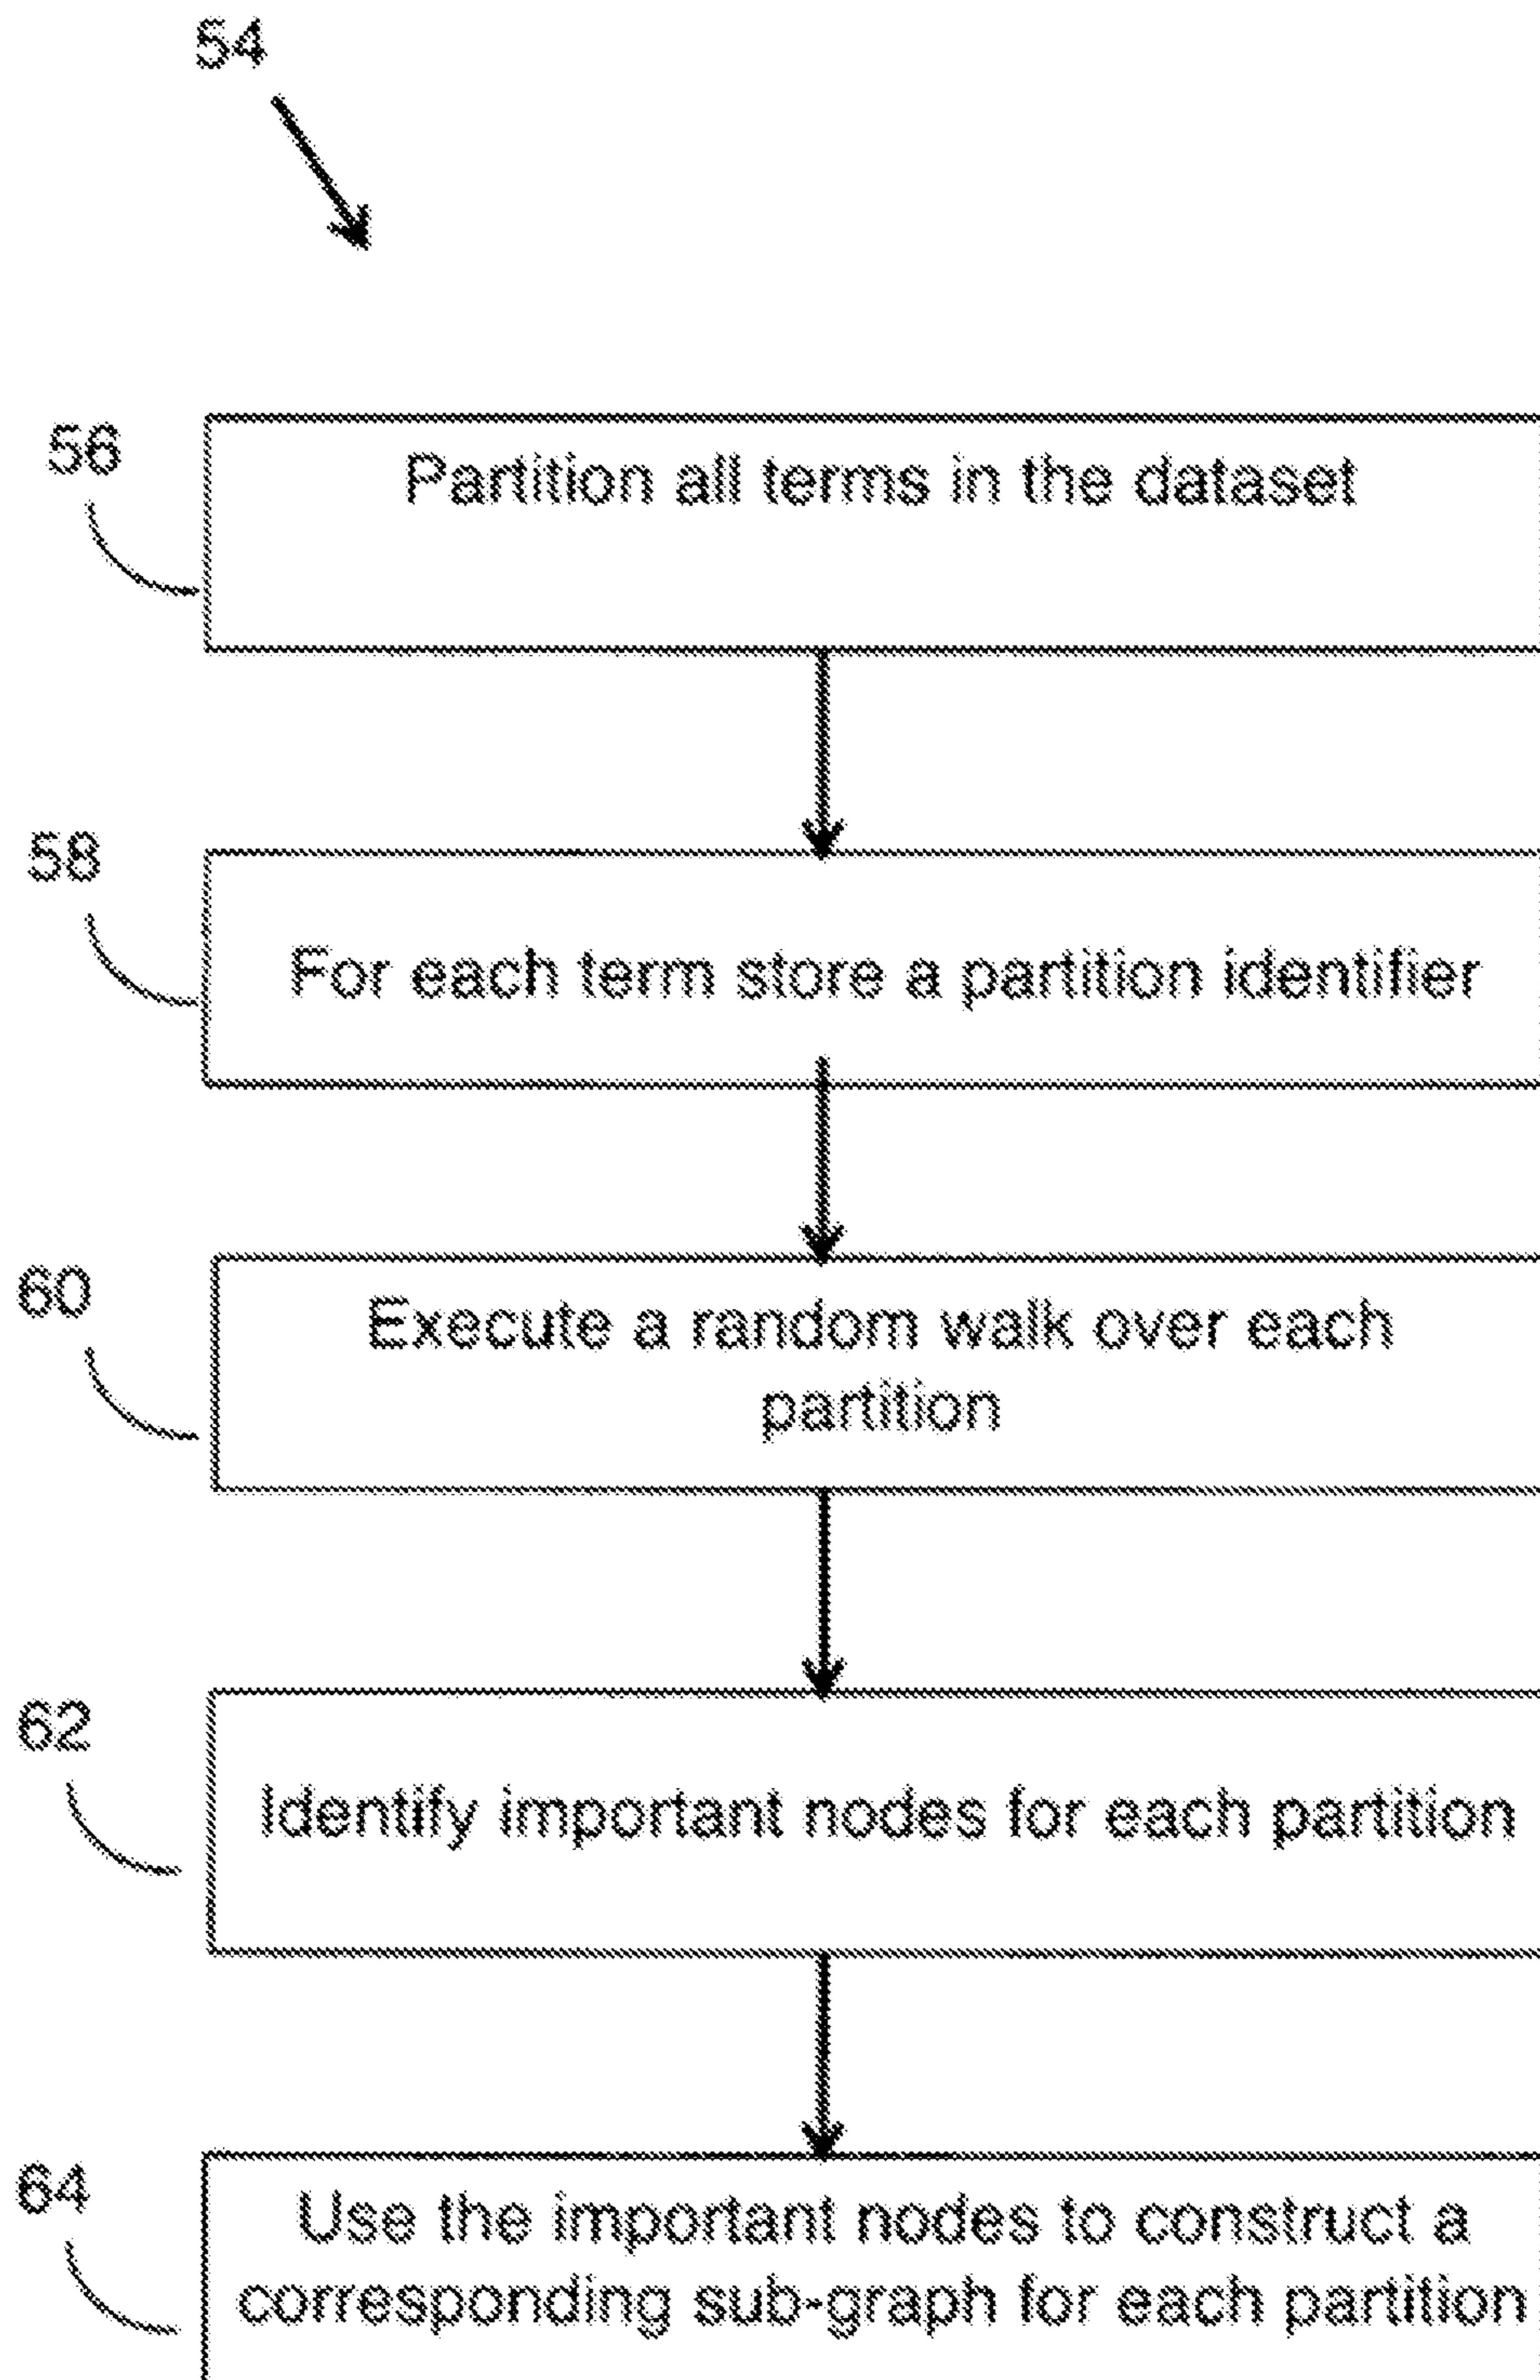 54
56
Partition all terms in the dataset
58
For each term store a partition identifier
60
Execute a random walk over each
partition
62
Identify important nodes for each partition
64
Use the important nodes to construct a
corresponding sub-graph for each partition